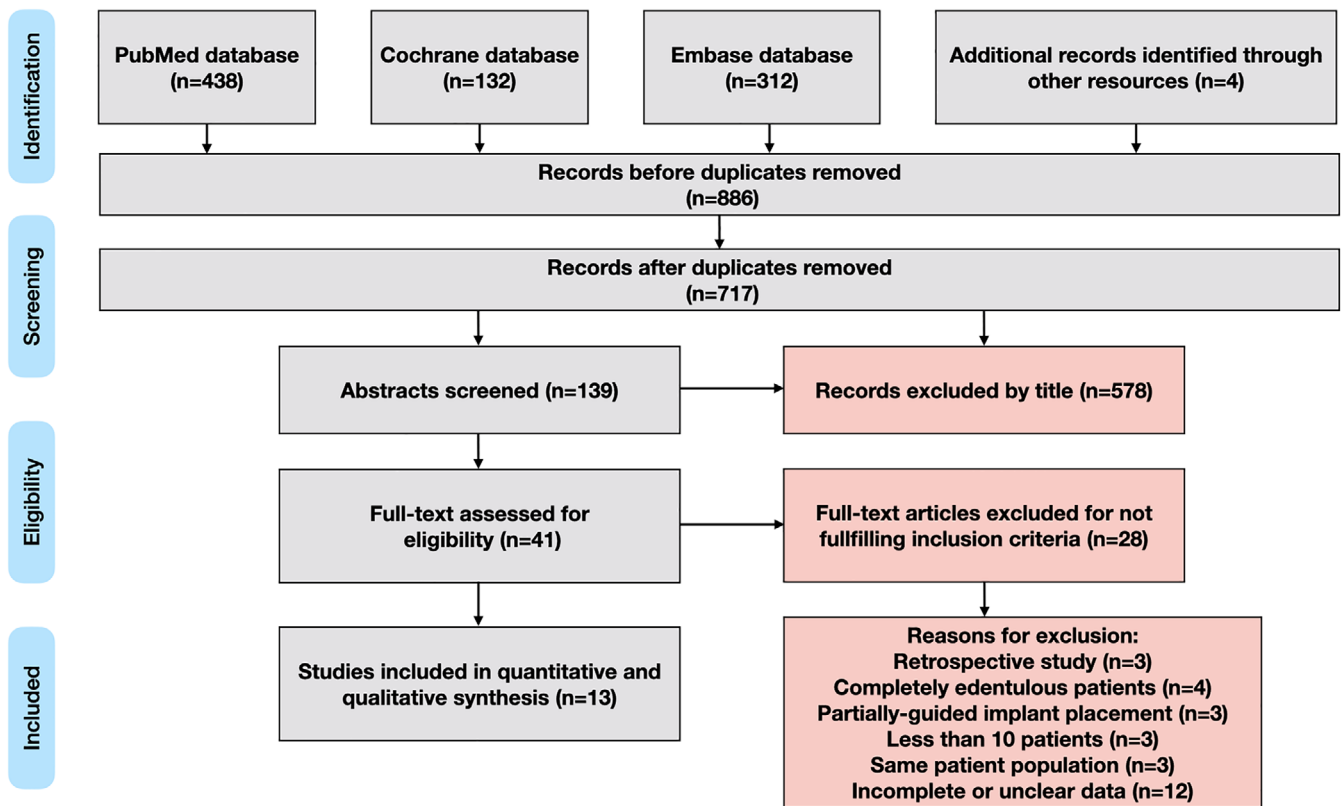 Identification
PubMed database
(n=438)
Cochrane database
(n=132)
Embase database
(n=312)
Additional records identified through
other resources (n=4)
Records before duplicates removed
(n=886)
Screening
Records after duplicates removed
(n=717)
Abstracts screened (n=139)
Records excluded by title (n=578)
Eligibility
Full-text assessed for
eligibility (n=41)
Full-text articles excluded for not
fullfilling inclusion criteria (n=28)
Included
Studies included in quantitative and
qualitative synthesis (n=13)
Reasons for exclusion:
Retrospective study (n=3)
Completely edentulous patients (n=4)
Partially-guided implant placement (n=3)
Less than 10 patients (n=3)
Same patient population (n=3)
Incomplete or unclear data (n=12)